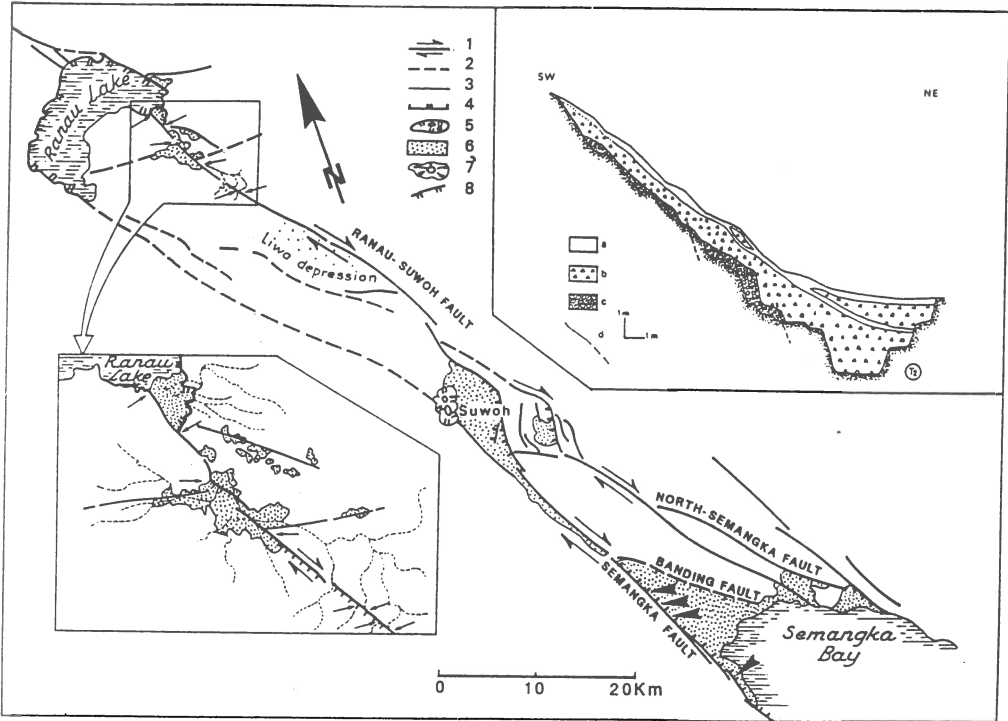 Ranau Lake
1
2
3
4
5
6
7
8
N
SW
NE
a
b
c
d
1m
1m
RANAU-SUWOH FAULT
Liwa depression
Ranau
Lake
Suwoh
NORTH-SEMANGKA FAULT
BANDING FAULT
SEMANGKA FAULT
Semangka
Bay
0 10 20Km